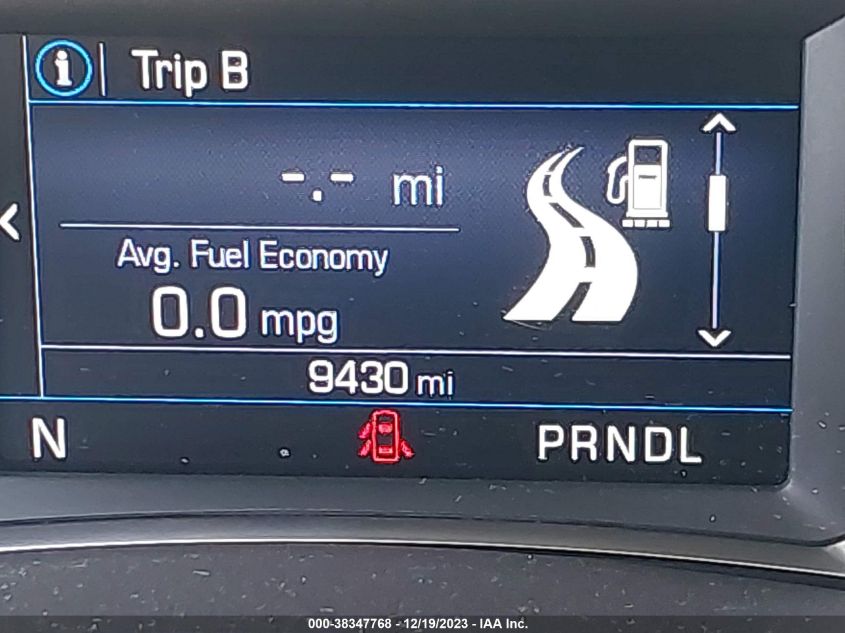 i Trip B
-.- mi
Avg. Fuel Economy
0.0 mpg
9430 mi
N PRNDL
000-38347768 - 12/19/2023 - IAA Inc.